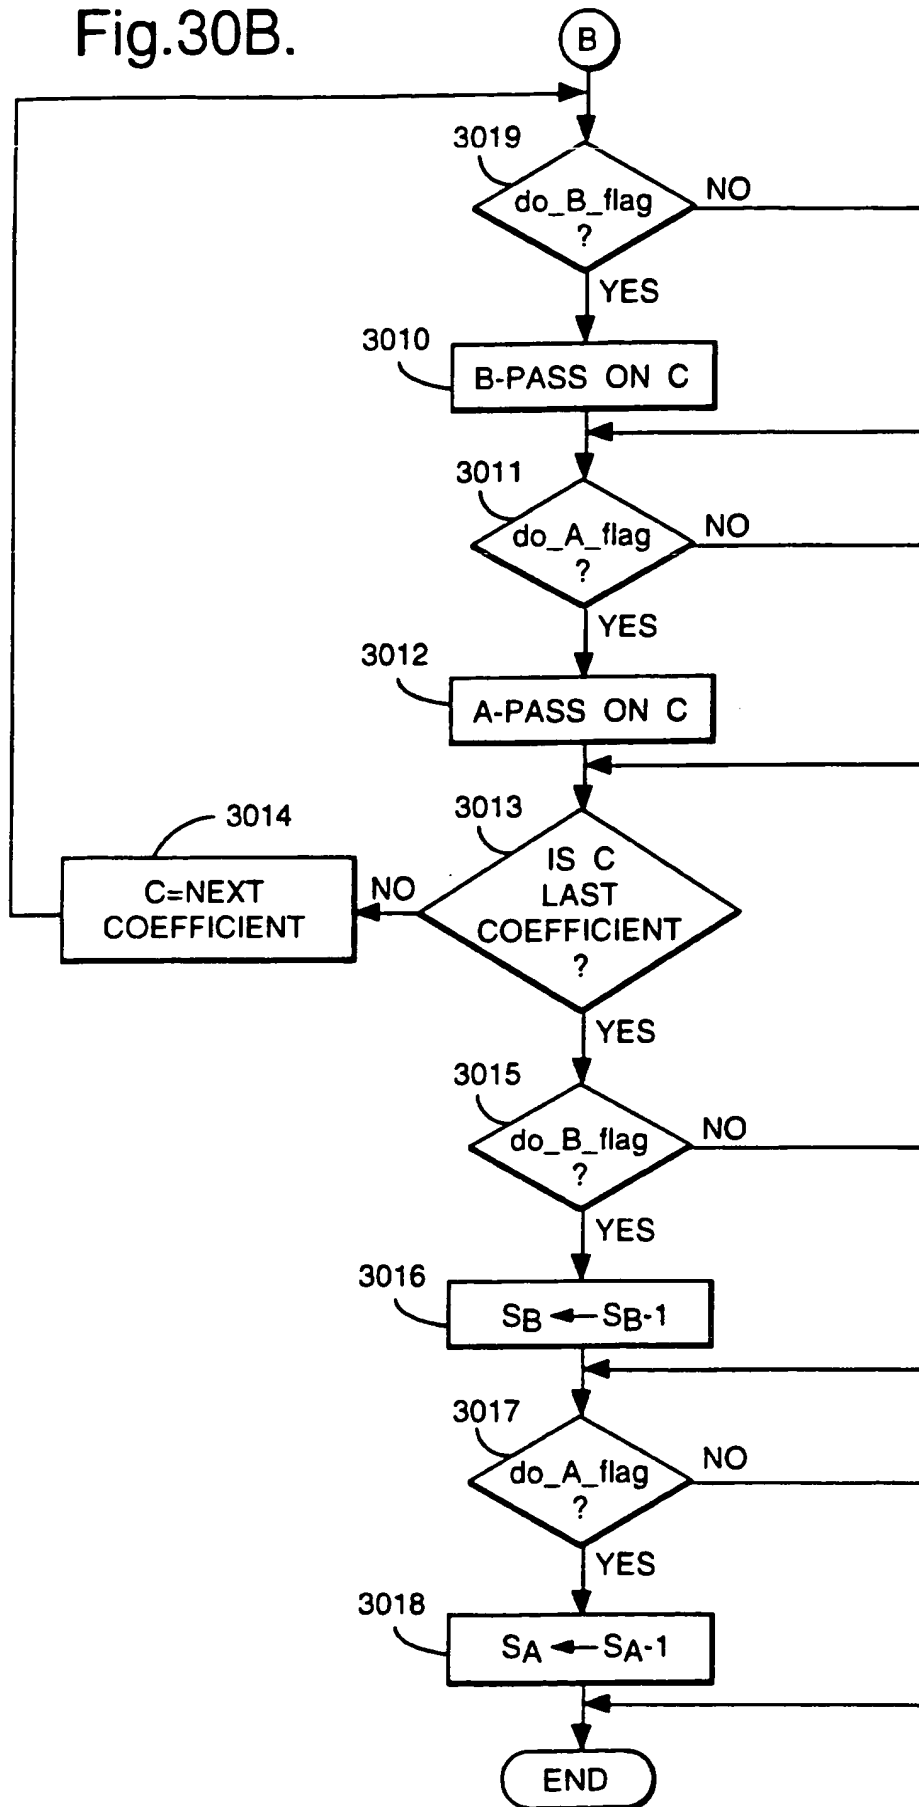 Fig.30B.
B
3019
do_B_flag
?
NO
YES
3010
B-PASS ON C
3011
do_A_flag
?
NO
YES
3012
A-PASS ON C
3013
IS C
LAST
COEFFICIENT
?
NO
3014
C=NEXT
COEFFICIENT
YES
3015
do_B_flag
?
NO
YES
3016
SB ← SB-1
3017
do_A_flag
?
NO
YES
3018
SA ← SA-1
END